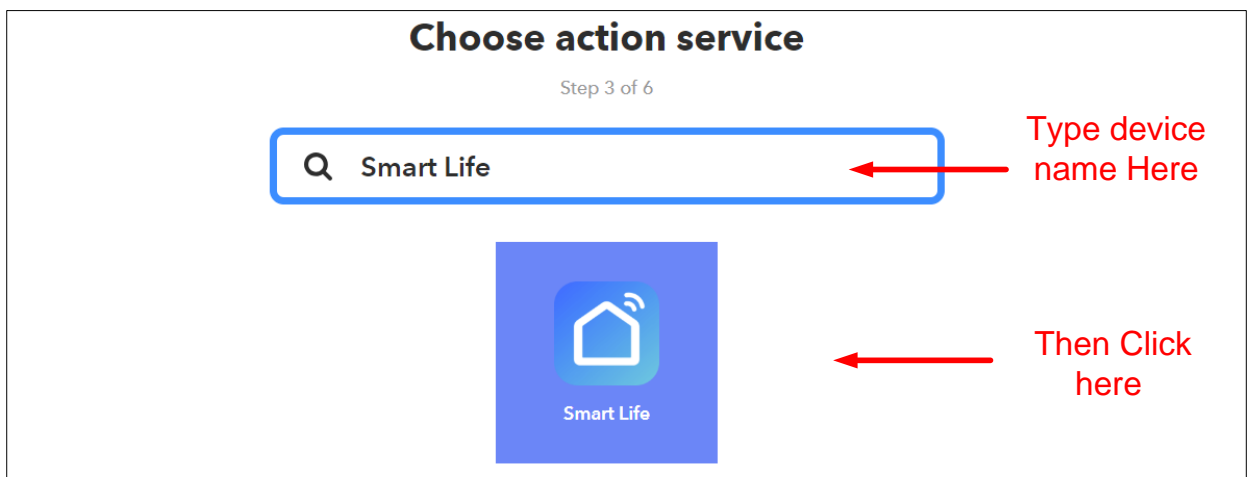 Choose action service
Step 3 of 6
Smart Life
Type device
name Here
Smart Life
Then Click
here